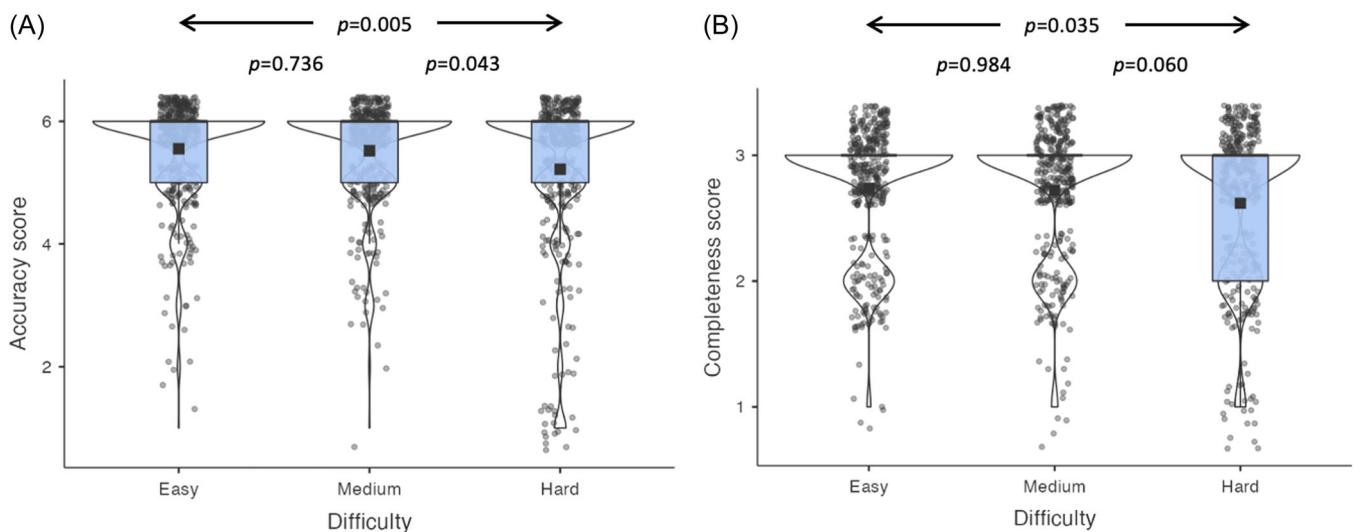 (A)
p=0.005
p=0.736
p=0.043
Accuracy score
6
4
2
Easy
Medium
Hard
Difficulty
(B)
p=0.035
p=0.984
p=0.060
Completeness score
3
2
1
Easy
Medium
Hard
Difficulty